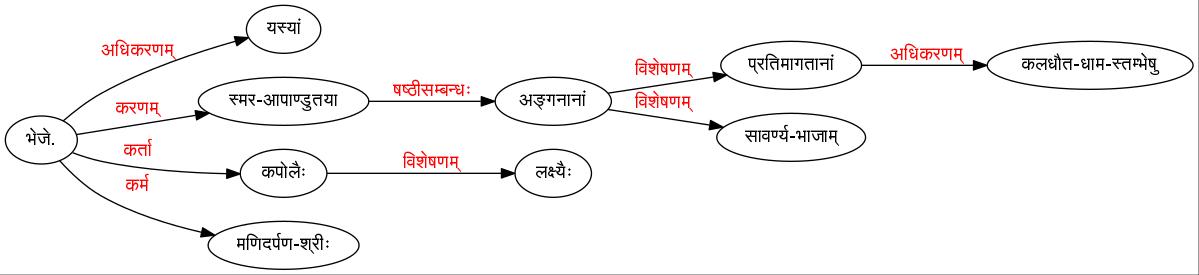 यस्यां
अधिकरणम्
प्रतिमागतानां
अधिकरणम्
कलधौत-धाम-स्तम्भेषु
विशेषणम्
स्मर-आपाण्डुतया
षष्ठीसम्बन्धः
अङ्गनानां
करणम्
विशेषणम्
भेजे.
सावर्ण्य-भाजाम्
कर्ता
कपोलैः
विशेषणम्
लक्ष्यैः
कर्म
मणिदर्पण-श्रीः